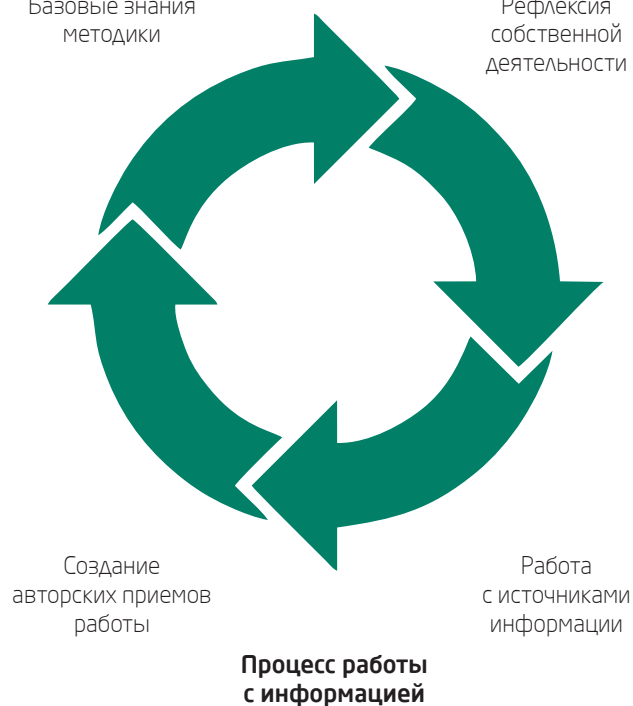 Базовые знания
методики
Рефлексия
собственной
деятельности
Создание
авторских приемов
работы
Работа
с источниками
информации
Процесс работы
с информацией